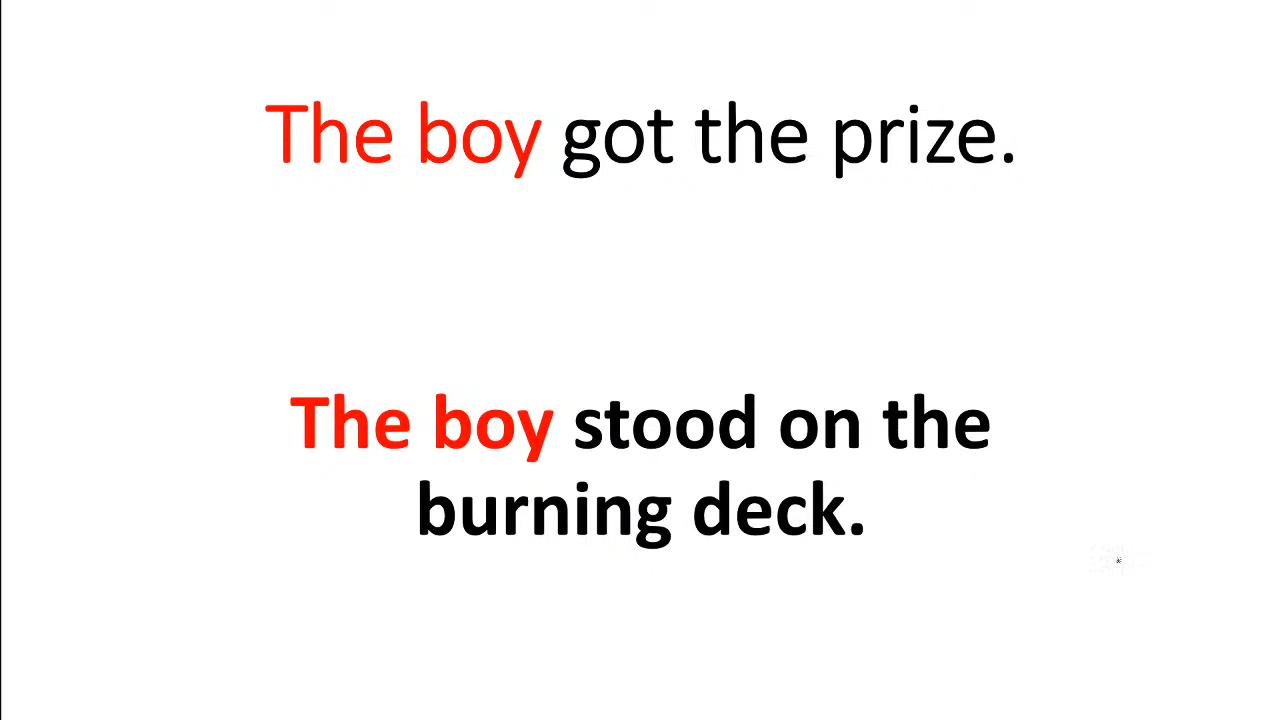 The boy got the prize.
The boy stood on the
burning deck.